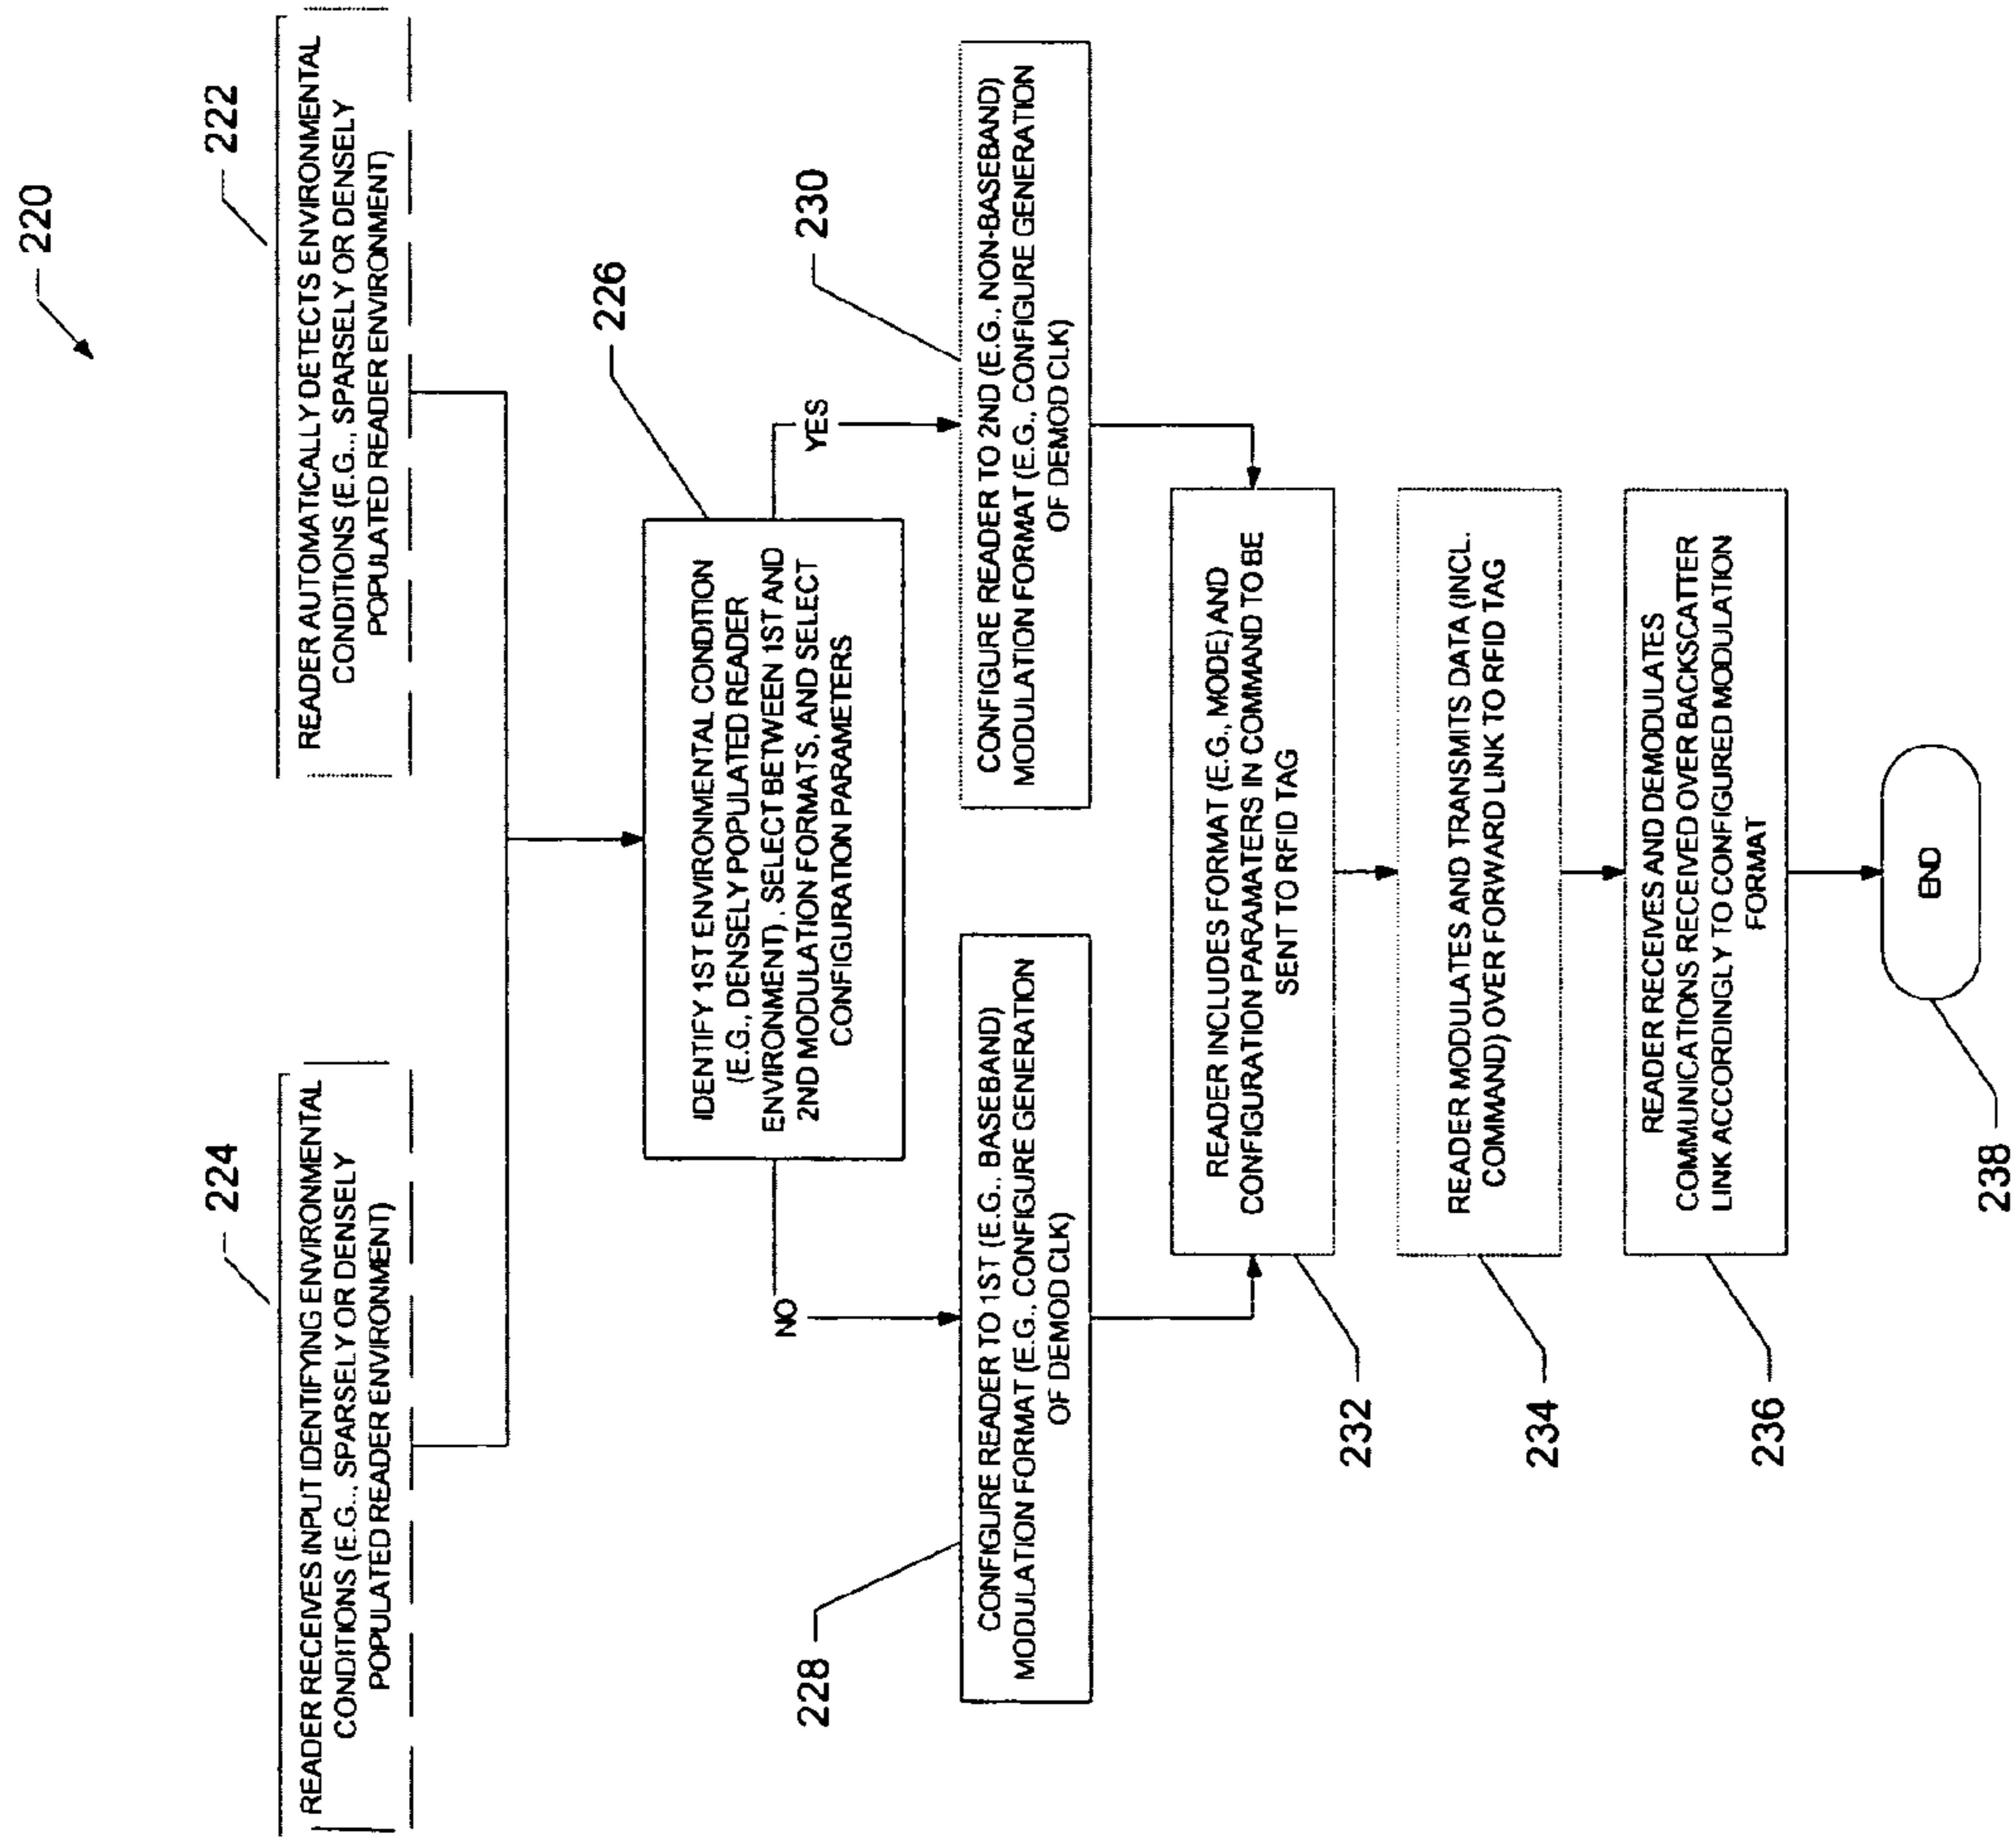 220
222
READER AUTOMATICALLY DETECTS ENVIRONMENTAL
CONDITIONS (E.G.., SPARSELY OR DENSELY
POPULATED READER ENVIRONMENT)
224
READER RECEIVES INPUT IDENTIFYING ENVIRONMENTAL
CONDITIONS (E.G.., SPARSELY OR DENSELY
POPULATED READER ENVIRONMENT)
226
IDENTIFY 1ST ENVIRONMENTAL CONDITION
(E.G., DENSELY POPULATED READER
ENVIRONMENT), SELECT BETWEEN 1ST AND
2ND MODULATION FORMATS, AND SELECT
CONFIGURATION PARAMETERS
NO
YES
228
CONFIGURE READER TO 1ST (E.G., BASEBAND)
MODULATION FORMAT (E.G., CONFIGURE GENERATION
OF DEMOD CLK)
230
CONFIGURE READER TO 2ND (E.G., NON-BASEBAND)
MODULATION FORMAT (E.G., CONFIGURE GENERATION
OF DEMOD CLK)
READER INCLUDES FORMAT (E.G., MODE) AND
CONFIGURATION PARAMATERS IN COMMAND TO BE
SENT TO RFID TAG
232
READER MODULATES AND TRANSMITS DATA (INCL.
COMMAND) OVER FORWARD LINK TO RFID TAG
234
READER RECEIVES AND DEMODULATES
COMMUNICATIONS RECEIVED OVER BACKSCATTER
LINK ACCORDINGLY TO CONFIGURED MODULATION
FORMAT
236
END
238